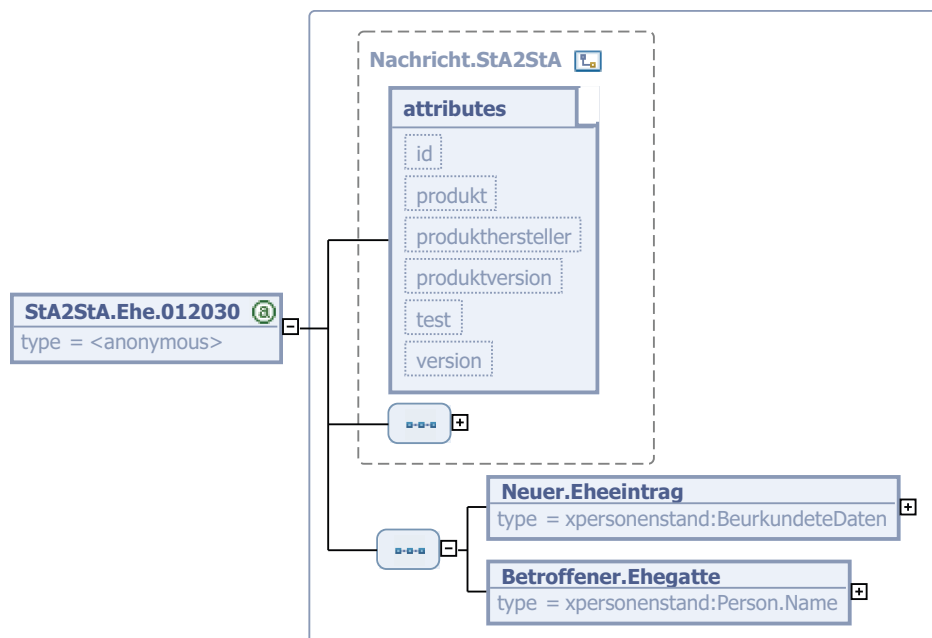 Nachricht.StA2StA
attributes
id
produkt
produkthersteller
produktversion
test
version
StA2StA.Ehe.012030 @
type = <anonymous>
Neuer.Eheeintrag
type = xpersonenstand:BeurkundeteDaten
Betroffener.Ehegatte
type = xpersonenstand:Person.Name